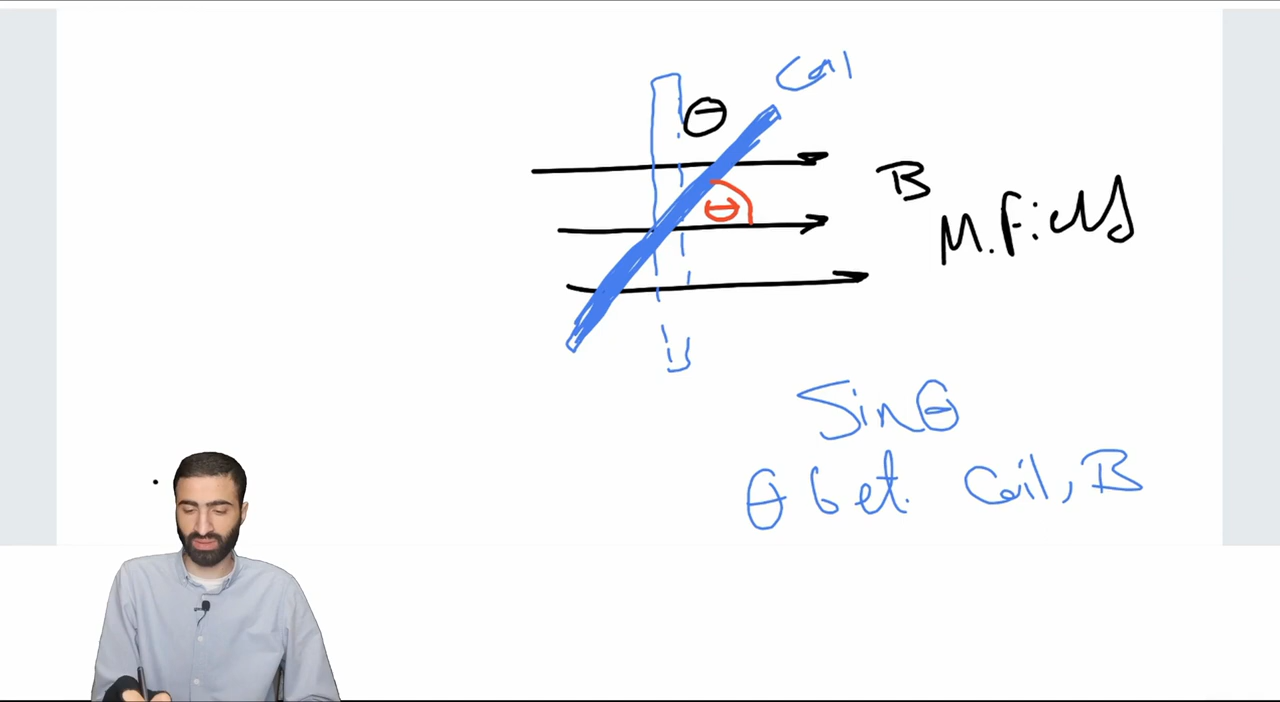 Coil
θ
B
θ
M. Field
Sinθ
θ bet. Coil, B